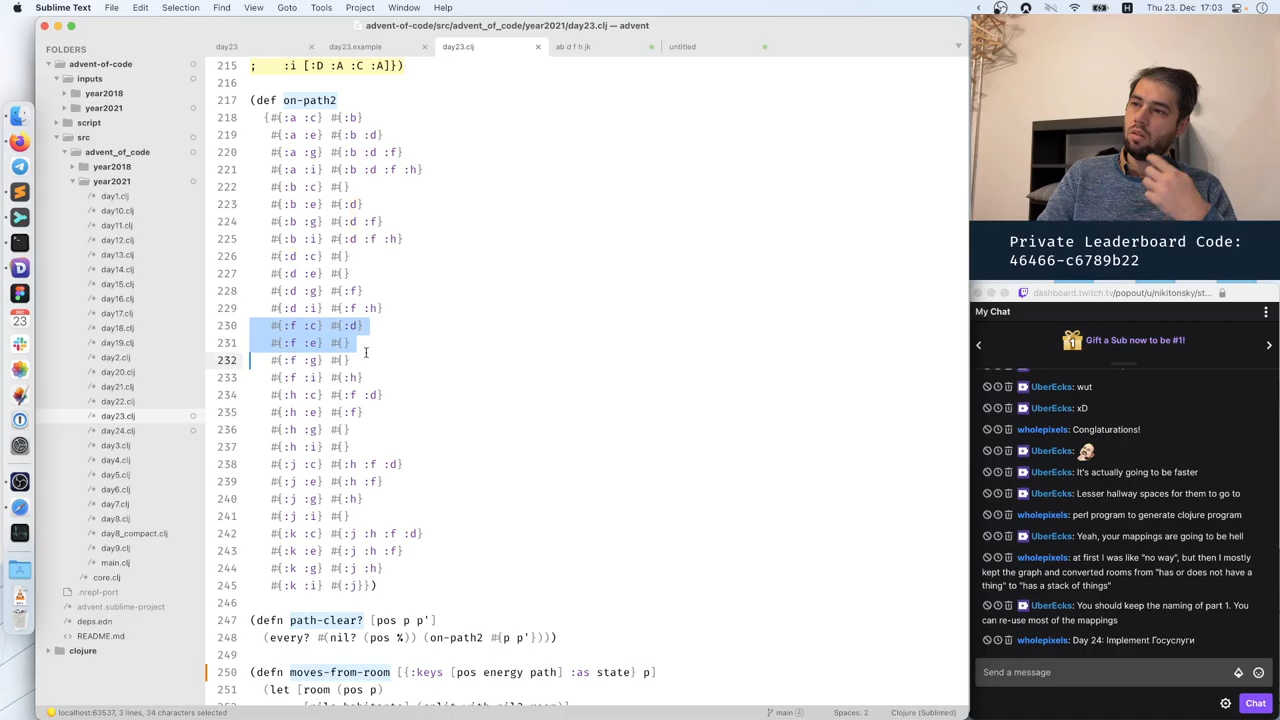 Sublime Text File Edit Selection Find View Goto Tools Project Window Help
Thu 23. Dec 17:03
advent-of-code/src/advent_of_code/year2021/day23.clj — advent
FOLDERS
advent-of-code
inputs
year2018
year2021
script
src
advent_of_code
year2018
year2021
day1.clj
day10.clj
day11.clj
day12.clj
day13.clj
day14.clj
day15.clj
day16.clj
day17.clj
day18.clj
day19.clj
day2.clj
day20.clj
day21.clj
day22.clj
day23.clj
day24.clj
day3.clj
day4.clj
day5.clj
day6.clj
day7.clj
day8.clj
day8_compact.clj
day9.clj
main.clj
core.clj
.nrepl-port
advent.sublime-project
deps.edn
README.md
clojure
day23 day23.example day23.clj ab d f h jk untitled
215 ; :i [:D :A :C :A]})
216
217 (def on-path2
218 {#{:a :c} #{:b}
219 #{:a :e} #{:b :d}
220 #{:a :g} #{:b :d :f}
221 #{:a :i} #{:b :d :f :h}
222 #{:b :c} #{}
223 #{:b :e} #{:d}
224 #{:b :g} #{:d :f}
225 #{:b :i} #{:d :f :h}
226 #{:d :c} #{}
227 #{:d :e} #{}
228 #{:d :g} #{:f}
229 #{:d :i} #{:f :h}
230 #{:f :c} #{:d}
231 #{:f :e} #{}
232 #{:f :g} #{}
233 #{:f :i} #{:h}
234 #{:h :c} #{:f :d}
235 #{:h :e} #{:f}
236 #{:h :g} #{}
237 #{:h :i} #{}
238 #{:j :c} #{:h :f :d}
239 #{:j :e} #{:h :f}
240 #{:j :g} #{:h}
241 #{:j :i} #{}
242 #{:k :c} #{:j :h :f :d}
243 #{:k :e} #{:j :h :f}
244 #{:k :g} #{:j :h}
245 #{:k :i} #{:j}})
246
247 (defn path-clear? [pos p p']
248 (every? #(nil? (pos %)) (on-path2 #{p p'})))
249
250 (defn moves-from-room [{:keys [pos energy path] :as state} p]
251 (let [room (pos p)
localhost:63537, 3 lines, 34 characters selected
main 4
Spaces: 2
Clojure (Sublimed)
Private Leaderboard Code:
46466-c6789b22
dashboard.twitch.tv/popout/u/nikitonsky/st...
My Chat
1
Gift a Sub now to be #1!
UberEcks: wut
UberEcks: xD
wholepixels: Conglaturations!
UberEcks:
UberEcks: It's actually going to be faster
UberEcks: Lesser hallway spaces for them to go to
wholepixels: perl program to generate clojure program
UberEcks: Yeah, your mappings are going to be hell
wholepixels: at first I was like "no way", but then I mostly
kept the graph and converted rooms from "has or does not have a
thing" to "has a stack of things"
UberEcks: You should keep the naming of part 1. You
can re-use most of the mappings
wholepixels: Day 24: Implement Госуслуги
Send a message
Chat